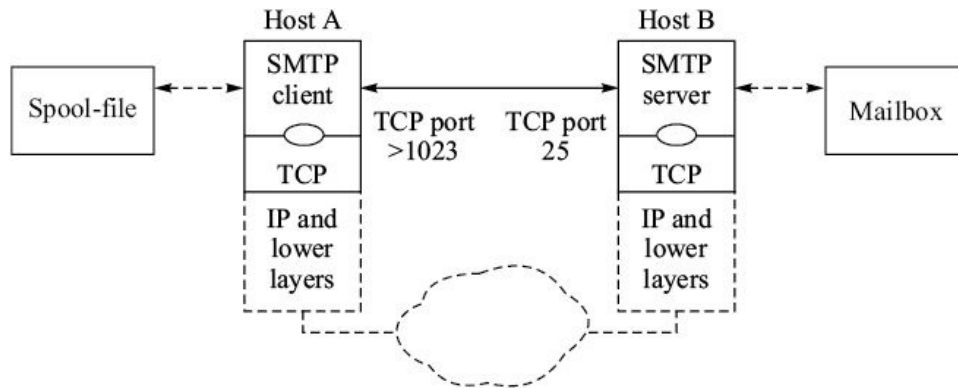 Host A
Host B
Spool-file
SMTP
client
TCP port
>1023
TCP port
25
SMTP
server
Mailbox
TCP
TCP
IP and
lower
layers
IP and
lower
layers